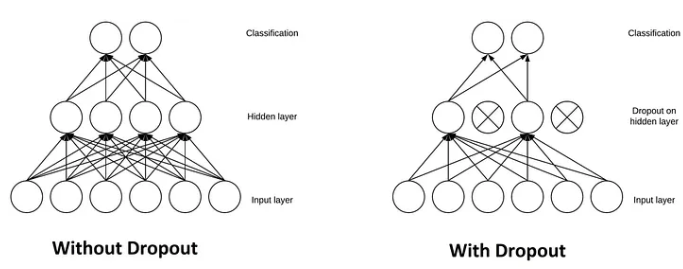 Classification
Hidden layer
Input layer
Without Dropout
Classification
Dropout on
hidden layer
Input layer
With Dropout